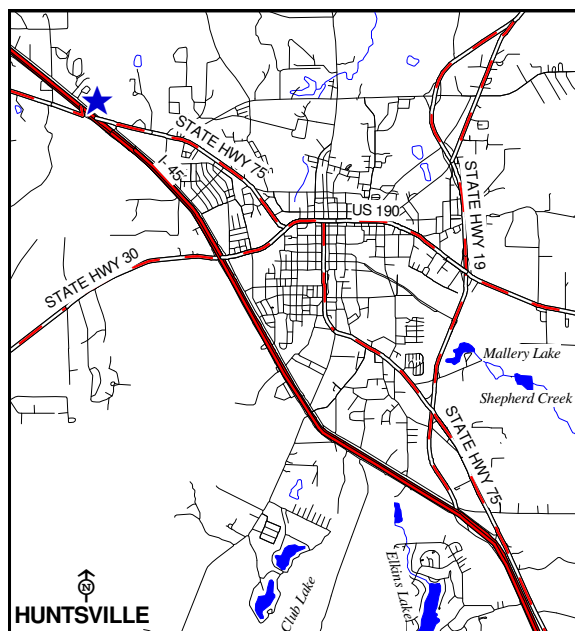 STATE HWY 75
I- 45
US 190
STATE HWY 19
STATE HWY 30
Mallery Lake
Shepherd Creek
STATE HWY 75
Elkins Lake
Club Lake
N
HUNTSVILLE